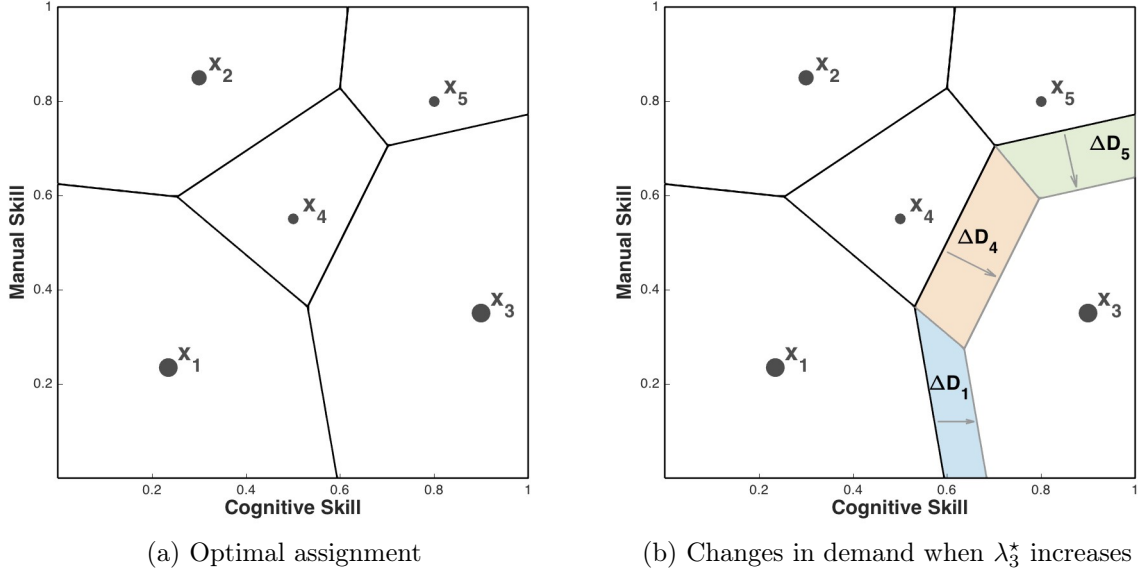 1
0.8
0.6
0.4
0.2
0.2
0.4
0.6
0.8
1
Manual Skill
Cognitive Skill
x2
x5
x4
x3
x1
(a) Optimal assignment
1
0.8
0.6
0.4
0.2
0.2
0.4
0.6
0.8
1
Manual Skill
Cognitive Skill
x2
x5
ΔD5
x4
ΔD4
x3
x1
ΔD1
(b) Changes in demand when λ3⋆ increases